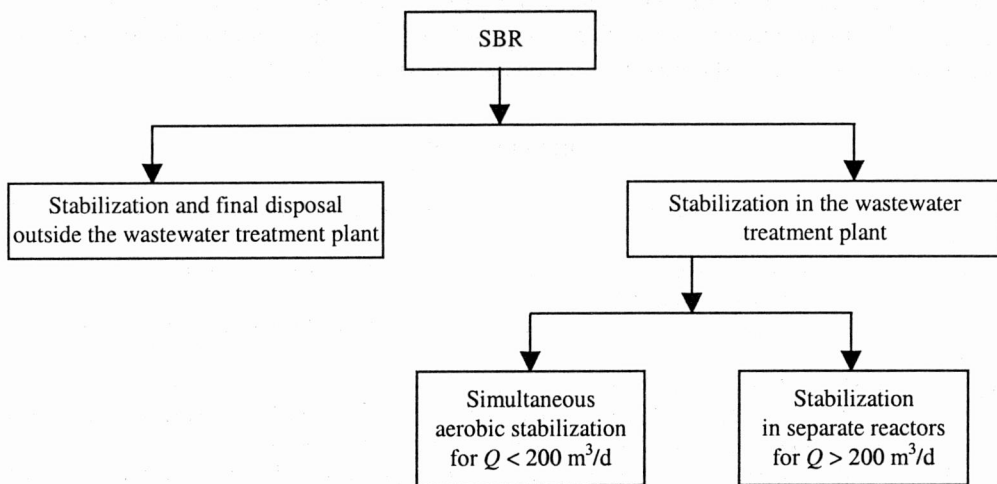 SBR
Stabilization and final disposal
outside the wastewater treatment plant
Stabilization in the wastewater
treatment plant
Simultaneous
aerobic stabilization
for Q < 200 m³/d
Stabilization
in separate reactors
for Q > 200 m³/d